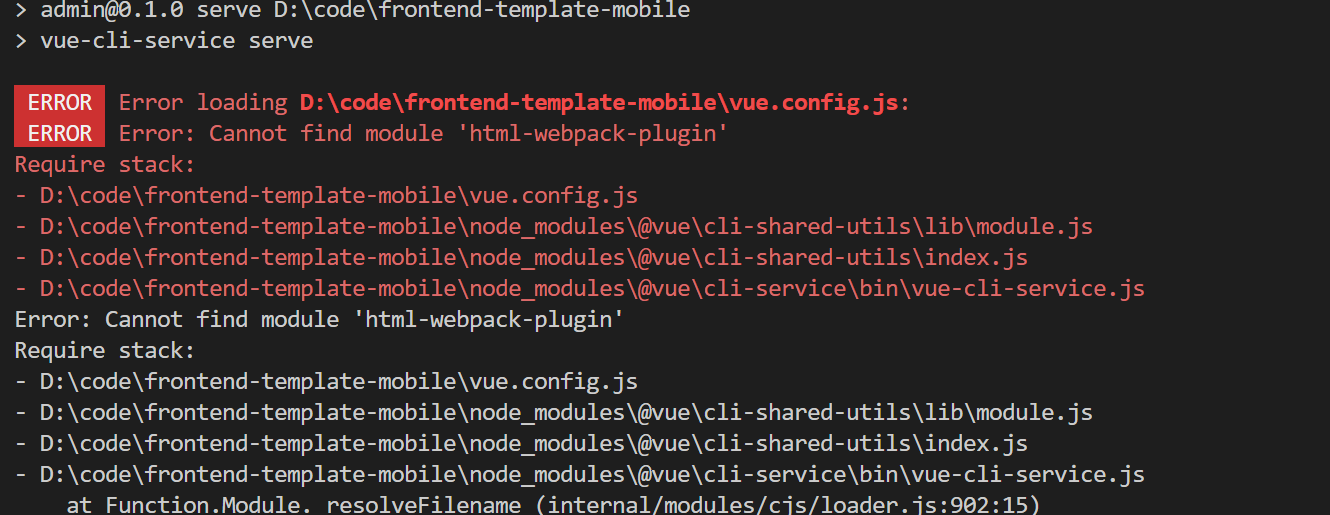 > admin@0.1.0 serve D:\code\frontend-template-mobile
> vue-cli-service serve
ERROR Error loading D:\code\frontend-template-mobile\vue.config.js:
ERROR Error: Cannot find module 'html-webpack-plugin'
Require stack:
- D:\code\frontend-template-mobile\vue.config.js
- D:\code\frontend-template-mobile\node_modules\@vue\cli-shared-utils\lib\module.js
- D:\code\frontend-template-mobile\node_modules\@vue\cli-shared-utils\index.js
- D:\code\frontend-template-mobile\node_modules\@vue\cli-service\bin\vue-cli-service.js
Error: Cannot find module 'html-webpack-plugin'
Require stack:
- D:\code\frontend-template-mobile\vue.config.js
- D:\code\frontend-template-mobile\node_modules\@vue\cli-shared-utils\lib\module.js
- D:\code\frontend-template-mobile\node_modules\@vue\cli-shared-utils\index.js
- D:\code\frontend-template-mobile\node_modules\@vue\cli-service\bin\vue-cli-service.js
at Function.Module._resolveFilename (internal/modules/cjs/loader.js:902:15)